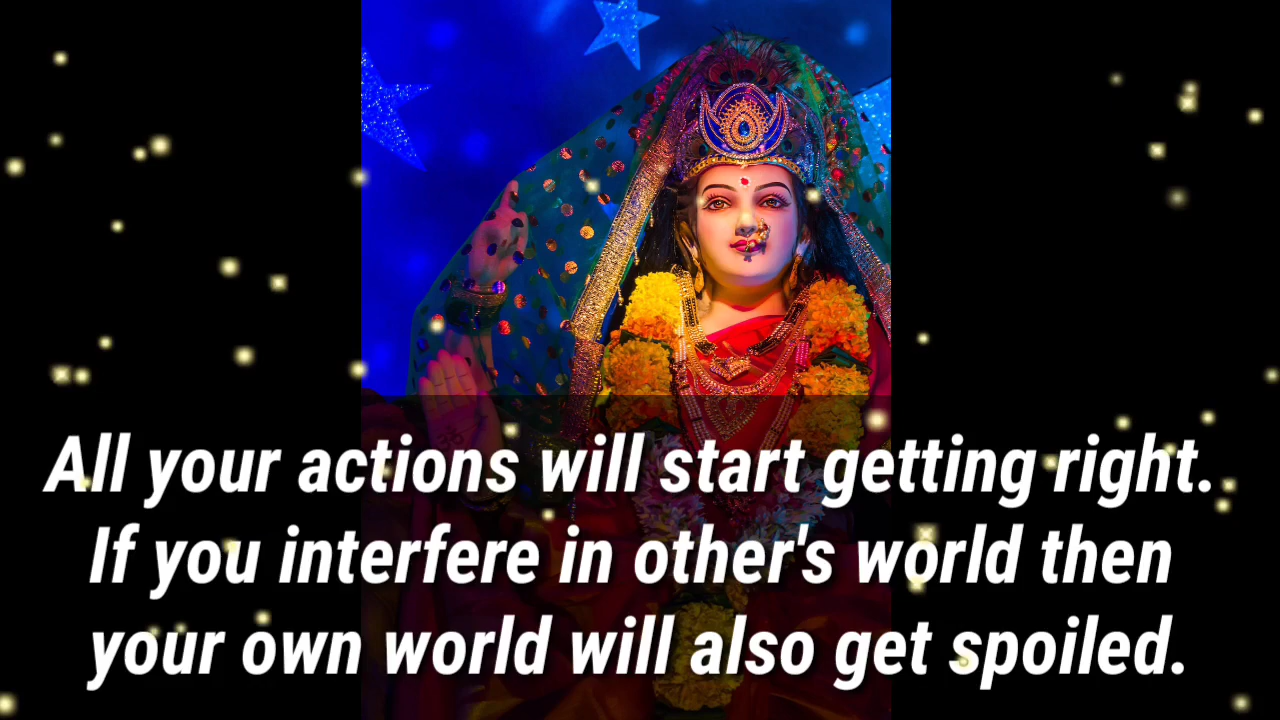 All your actions will start getting right.
If you interfere in other's world then
your own world will also get spoiled.